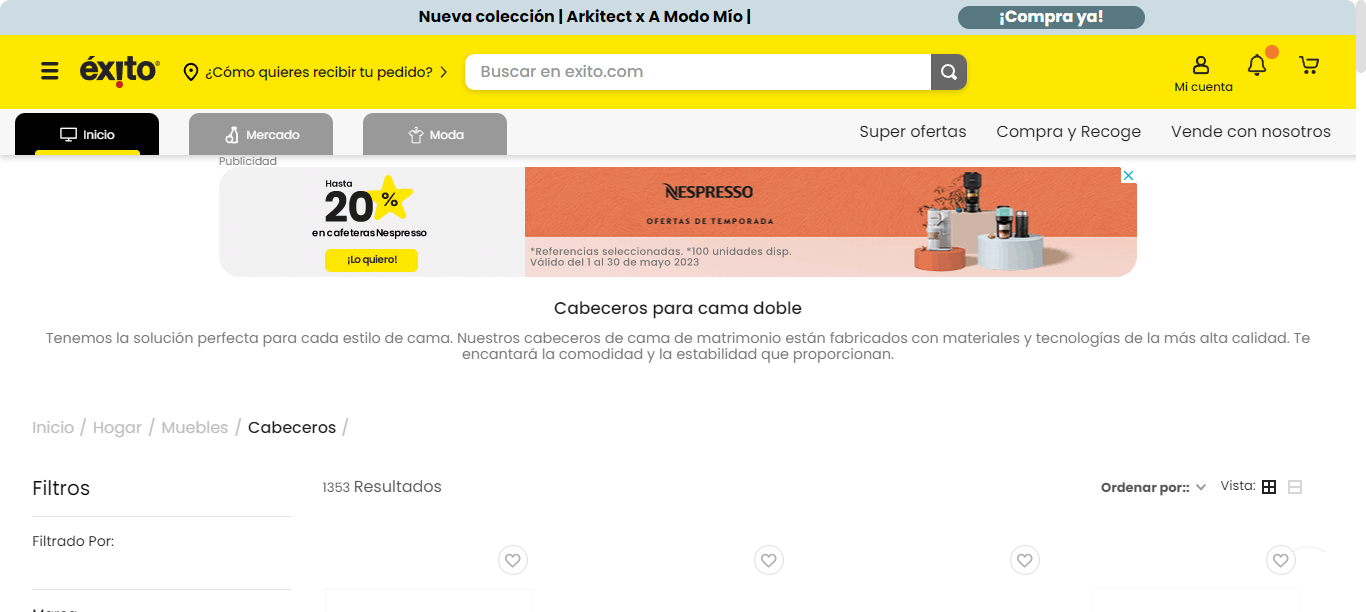 Nueva colección | Arkitect x A Modo Mío |
¡Compra ya!
éxito
¿Cómo quieres recibir tu pedido?
Buscar en exito.com
Mi cuenta
Inicio
Mercado
Moda
Super ofertas
Compra y Recoge
Vende con nosotros
Publicidad
Hasta
20%
en cafeteras Nespresso
¡Lo quiero!
NESPRESSO
OFERTAS DE TEMPORADA
*Referencias seleccionadas. *100 unidades disp.
Válido del 1 al 30 de mayo 2023
Cabeceros para cama doble
Tenemos la solución perfecta para cada estilo de cama. Nuestros cabeceros de cama de matrimonio están fabricados con materiales y tecnologías de la más alta calidad. Te
encantará la comodidad y la estabilidad que proporcionan.
Inicio / Hogar / Muebles / Cabeceros /
Filtros
1353 Resultados
Ordenar por::
Vista:
Filtrado Por: